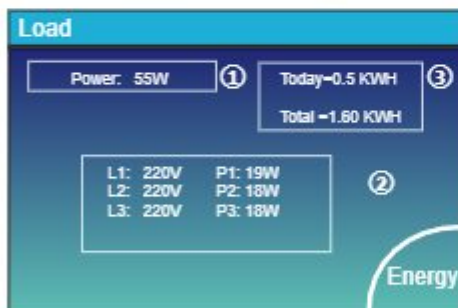 Load
Power: 55W ①
Today=0.5 KWH ③
Total =1.60 KWH
L1: 220V P1: 19W
L2: 220V P2: 18W ②
L3: 220V P3: 18W
Energy